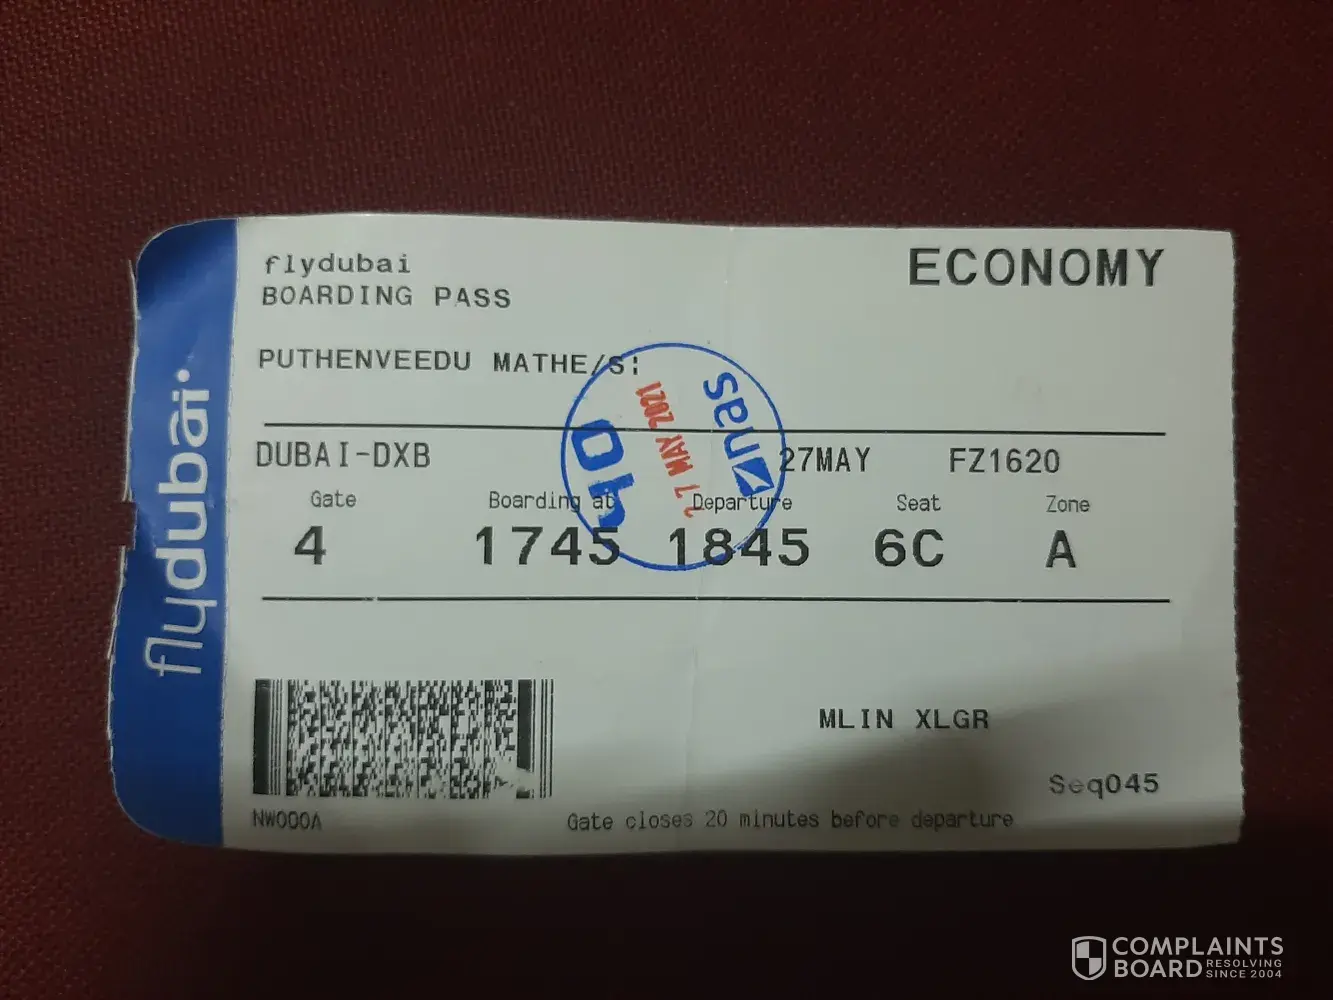 flydubai
BOARDING PASS
ECONOMY
PUTHENVEEDU MATHE/S:
DUBAI-DXB 27MAY FZ1620
Gate Boarding at Departure Seat Zone
4 1745 1845 6C A
nas
27 MAY 2021
40
MLIN XLGR
Seq045
NW000A
Gate closes 20 minutes before departure
flydubai
COMPLAINTS
BOARD RESOLVING
SINCE 2004